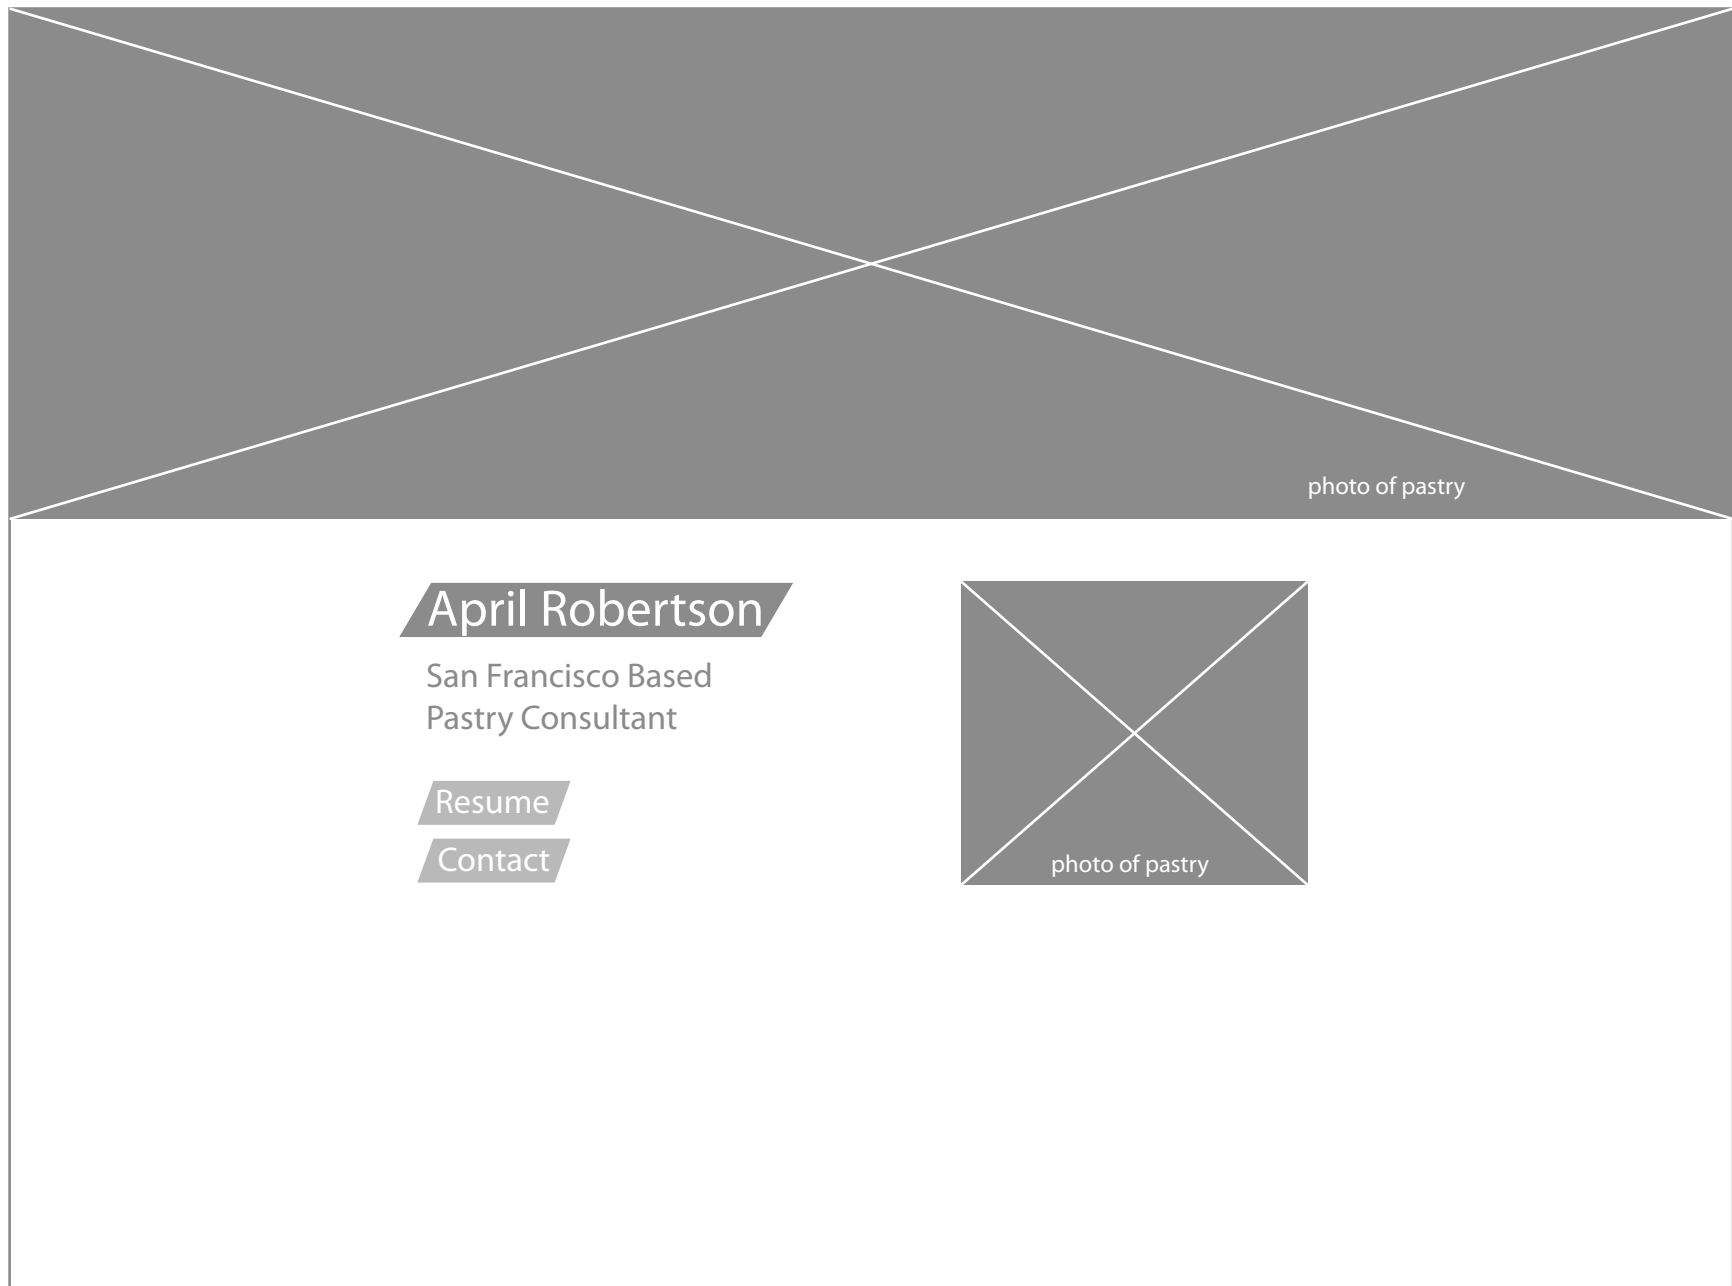 photo of pastry
April Robertson
San Francisco Based
Pastry Consultant
Resume
Contact
photo of pastry